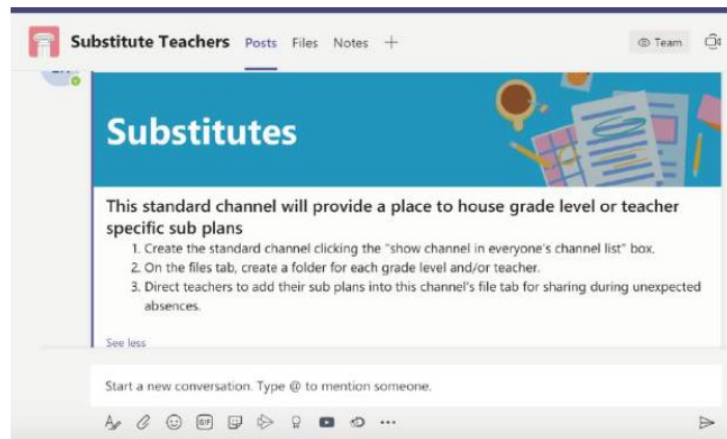 Substitute Teachers Posts Files Notes +
Team
Substitutes
This standard channel will provide a place to house grade level or teacher
specific sub plans
1. Create the standard channel clicking the "show channel in everyone's channel list" box.
2. On the files tab, create a folder for each grade level and/or teacher.
3. Direct teachers to add their sub plans into this channel's file tab for sharing during unexpected
absences.
See less
Start a new conversation. Type @ to mention someone.
GIF